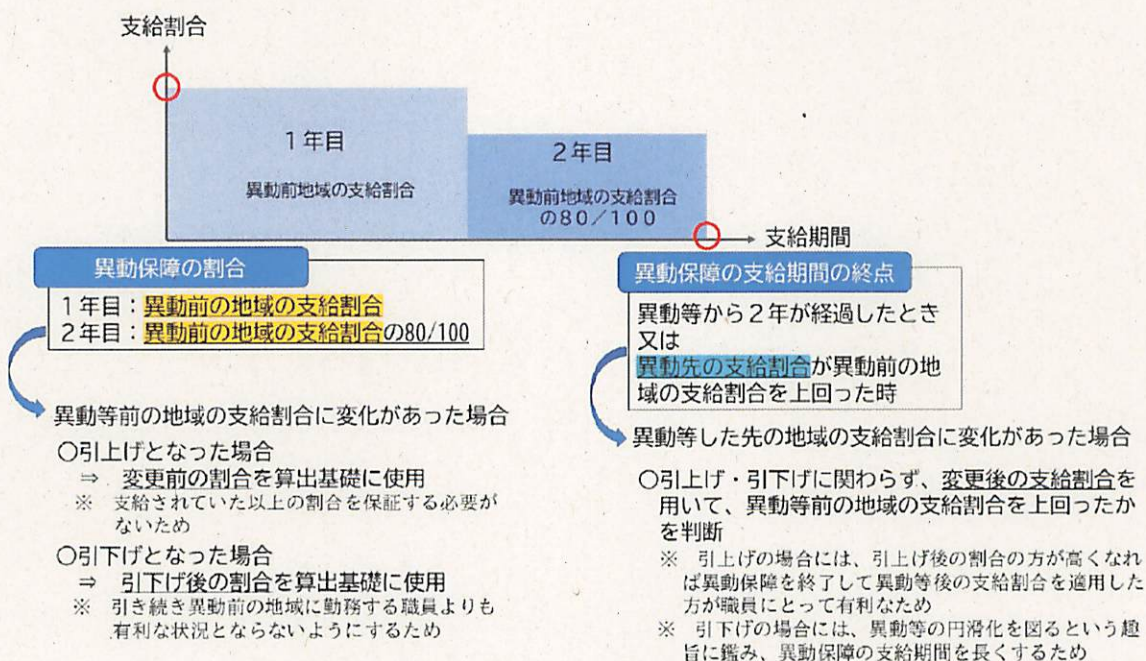 支給割合
1年目
異動前地域の支給割合
2年目
異動前地域の支給割合
の80/100
支給期間
異動保障の割合
1年目：異動前の地域の支給割合
2年目：異動前の地域の支給割合の80/100
異動等前の地域の支給割合に変化があった場合
○引上げとなった場合
⇒ 変更前の割合を算出基礎に使用
※ 支給されていた以上の割合を保証する必要が
ないため
○引下げとなった場合
⇒ 引下げ後の割合を算出基礎に使用
※ 引き続き異動前の地域に勤務する職員よりも
有利な状況とならないようにするため
異動保障の支給期間の終点
異動等から2年が経過したとき
又は
異動先の支給割合が異動前の地
域の支給割合を上回った時
異動等した先の地域の支給割合に変化があった場合
○引上げ・引下げに関わらず、変更後の支給割合を
用いて、異動等前の地域の支給割合を上回ったか
を判断
※ 引上げの場合には、引上げ後の割合の方が高くなれ
ば異動保障を終了して異動等後の支給割合を適用した
方が職員にとって有利なため
※ 引下げの場合には、異動等の円滑化を図るという趣
旨に鑑み、異動保障の支給期間を長くするため